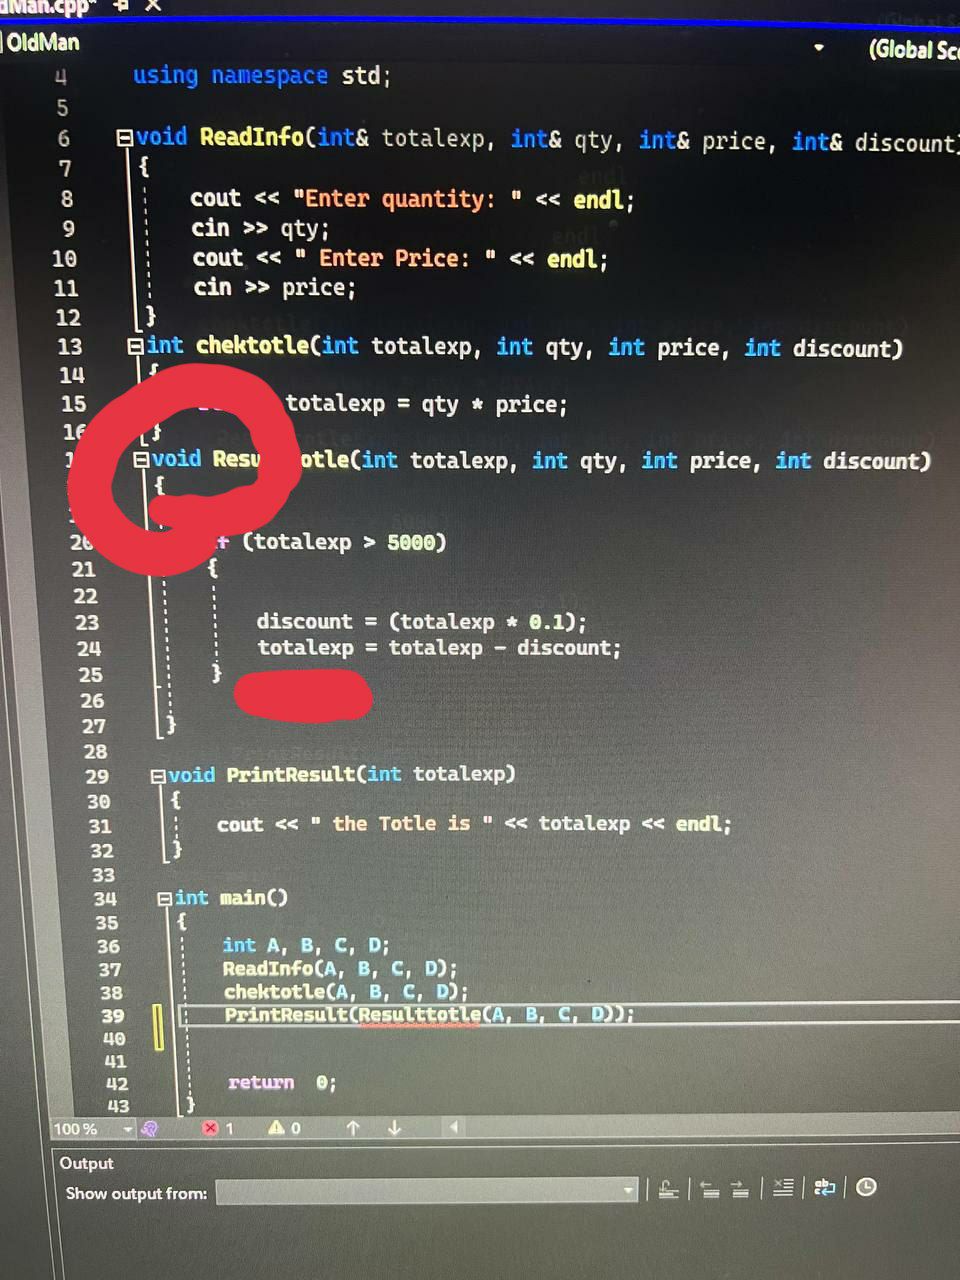 dMan.cpp*
OldMan
(Global Sc
4 using namespace std;
5
6 void ReadInfo(int& totalexp, int& qty, int& price, int& discount)
7 {
8 cout << "Enter quantity: " << endl;
9 cin >> qty;
10 cout << " Enter Price: " << endl;
11 cin >> price;
12 }
13 int chektotle(int totalexp, int qty, int price, int discount)
14 {
15 totalexp = qty * price;
16 }
void Resu otle(int totalexp, int qty, int price, int discount)
{
20 (totalexp > 5000)
21 {
22
23 discount = (totalexp * 0.1);
24 totalexp = totalexp - discount;
25 }
26
27 }
28
29 void PrintResult(int totalexp)
30 {
31 cout << " the Totle is " << totalexp << endl;
32 }
33
34 int main()
35 {
36 int A, B, C, D;
37 ReadInfo(A, B, C, D);
38 chektotle(A, B, C, D);
39 PrintResult(Resulttotle(A, B, C, D));
40
41
42 return 0;
43 }
100 % 1 0
Output
Show output from: